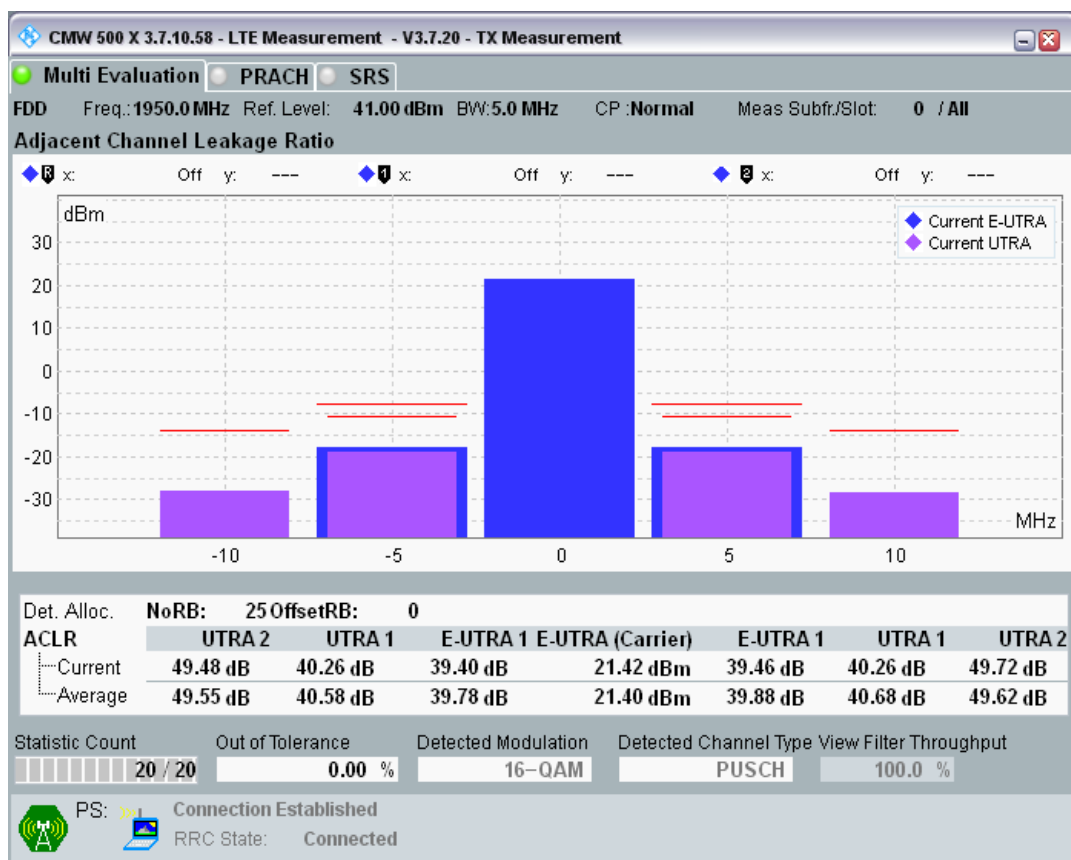 CMW 500 X 3.7.10.58 - LTE Measurement - V3.7.20 - TX Measurement
Multi Evaluation PRACH SRS
FDD Freq.: 1950.0 MHz Ref. Level: 41.00 dBm BW: 5.0 MHz CP : Normal Meas Subfr./Slot: 0 / All
Adjacent Channel Leakage Ratio
R x: Off y: --- 1 x: Off y: --- 2 x: Off y: ---
dBm
Current E-UTRA
Current UTRA
30
20
10
0
-10
-20
-30
MHz
-10 -5 0 5 10
Det. Alloc. NoRB: 25 OffsetRB: 0
ACLR UTRA 2 UTRA 1 E-UTRA 1 E-UTRA (Carrier) E-UTRA 1 UTRA 1 UTRA 2
Current 49.48 dB 40.26 dB 39.40 dB 21.42 dBm 39.46 dB 40.26 dB 49.72 dB
Average 49.55 dB 40.58 dB 39.78 dB 21.40 dBm 39.88 dB 40.68 dB 49.62 dB
Statistic Count Out of Tolerance Detected Modulation Detected Channel Type View Filter Throughput
20 / 20 0.00 % 16-QAM PUSCH 100.0 %
PS: Connection Established
RRC State: Connected